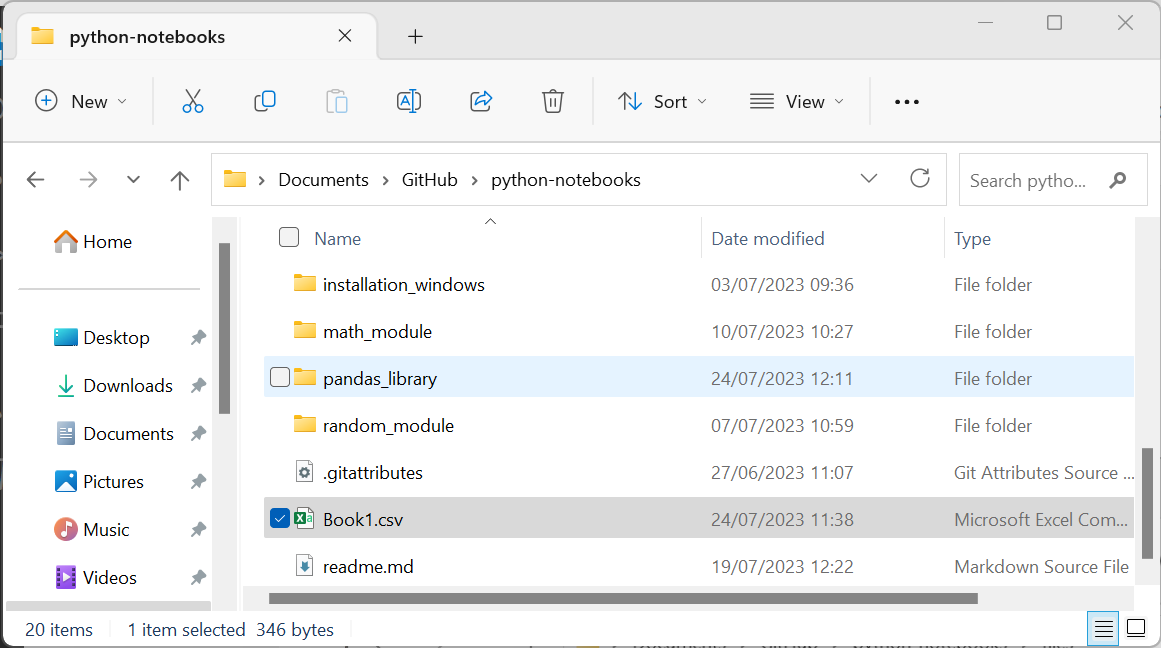 python-notebooks
New Sort View
Documents GitHub python-notebooks Search pytho...
Name Date modified Type
Home
Desktop
Downloads
Documents
Pictures
Music
Videos
installation_windows 03/07/2023 09:36 File folder
math_module 10/07/2023 10:27 File folder
pandas_library 24/07/2023 12:11 File folder
random_module 07/07/2023 10:59 File folder
.gitattributes 27/06/2023 11:07 Git Attributes Source ...
Book1.csv 24/07/2023 11:38 Microsoft Excel Com...
readme.md 19/07/2023 12:22 Markdown Source File
20 items 1 item selected 346 bytes